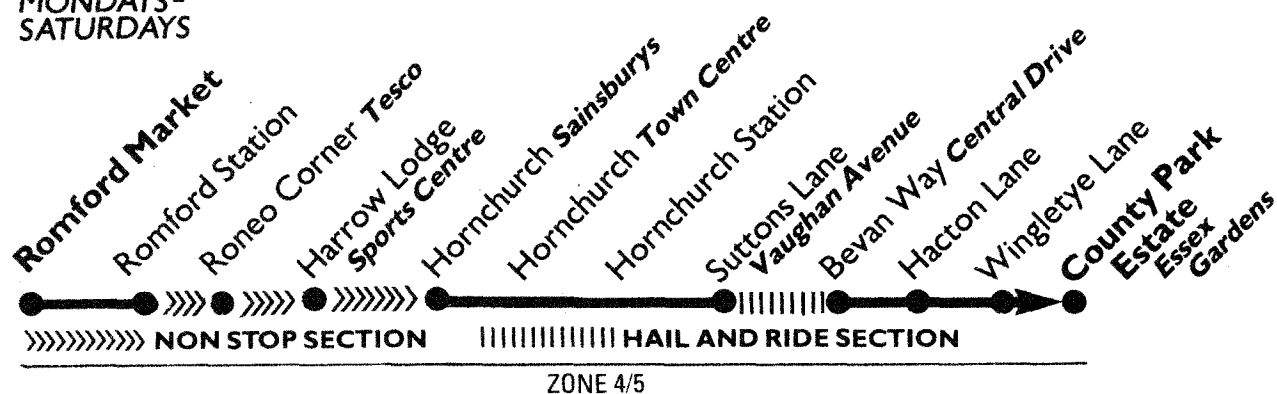 MONDAYS-
SATURDAYS
Romford Market
Romford Station
Roneo Corner Tesco
Harrow Lodge
Sports Centre
Hornchurch Sainsburys
Hornchurch Town Centre
Hornchurch Station
Suttons Lane
Vaughan Avenue
Bevan Way Central Drive
Hacton Lane
Wingletye Lane
County Park
Estate
Essex
Gardens
NON STOP SECTION
HAIL AND RIDE SECTION
ZONE 4/5